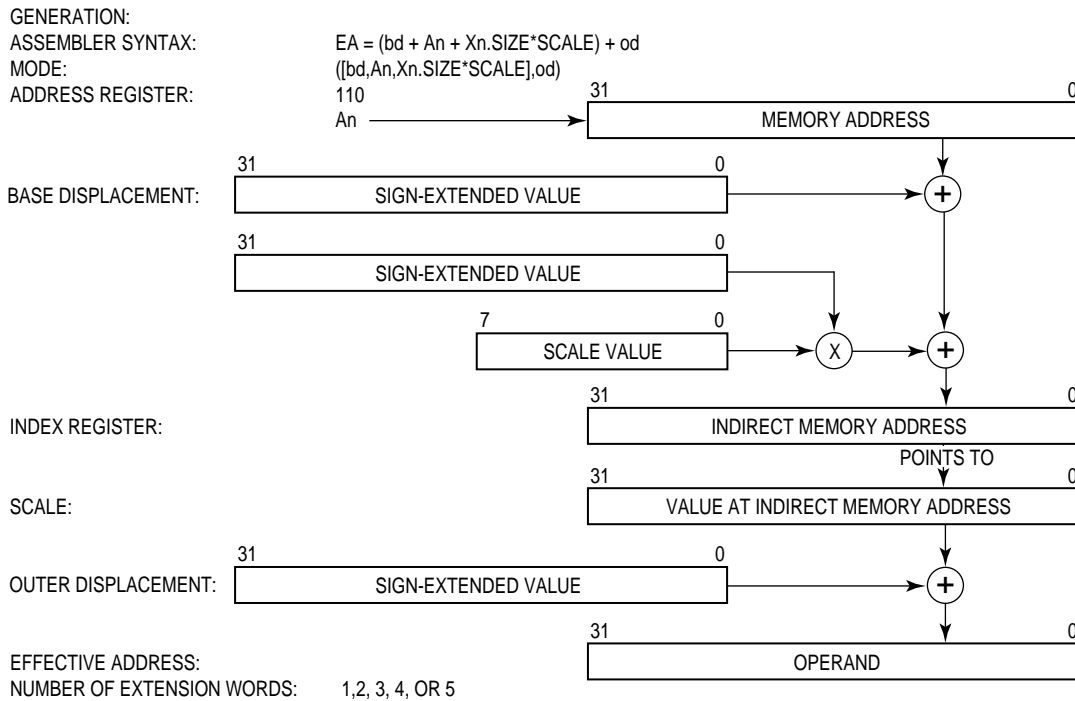 GENERATION:
ASSEMBLER SYNTAX: EA = (bd + An + Xn.SIZE*SCALE) + od
MODE: ([bd,An,Xn.SIZE*SCALE],od)
ADDRESS REGISTER: 110
An
31 0
MEMORY ADDRESS
31 0
BASE DISPLACEMENT: SIGN-EXTENDED VALUE +
31 0
SIGN-EXTENDED VALUE
7 0
SCALE VALUE X +
31 0
INDEX REGISTER: INDIRECT MEMORY ADDRESS
POINTS TO
31 0
SCALE: VALUE AT INDIRECT MEMORY ADDRESS
31 0
OUTER DISPLACEMENT: SIGN-EXTENDED VALUE +
31 0
EFFECTIVE ADDRESS: OPERAND
NUMBER OF EXTENSION WORDS: 1,2, 3, 4, OR 5